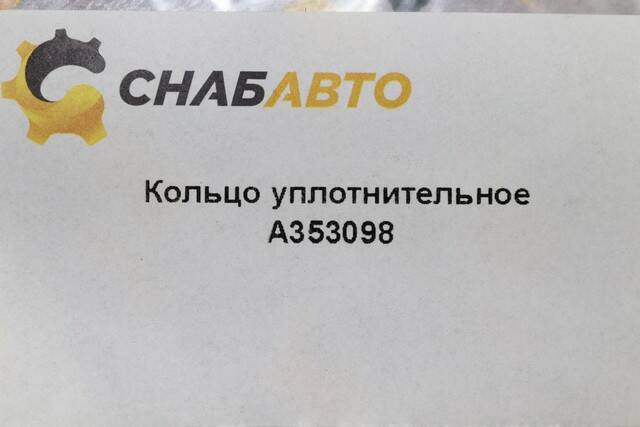 СНАБАВТО
Кольцо уплотнительное
А353098